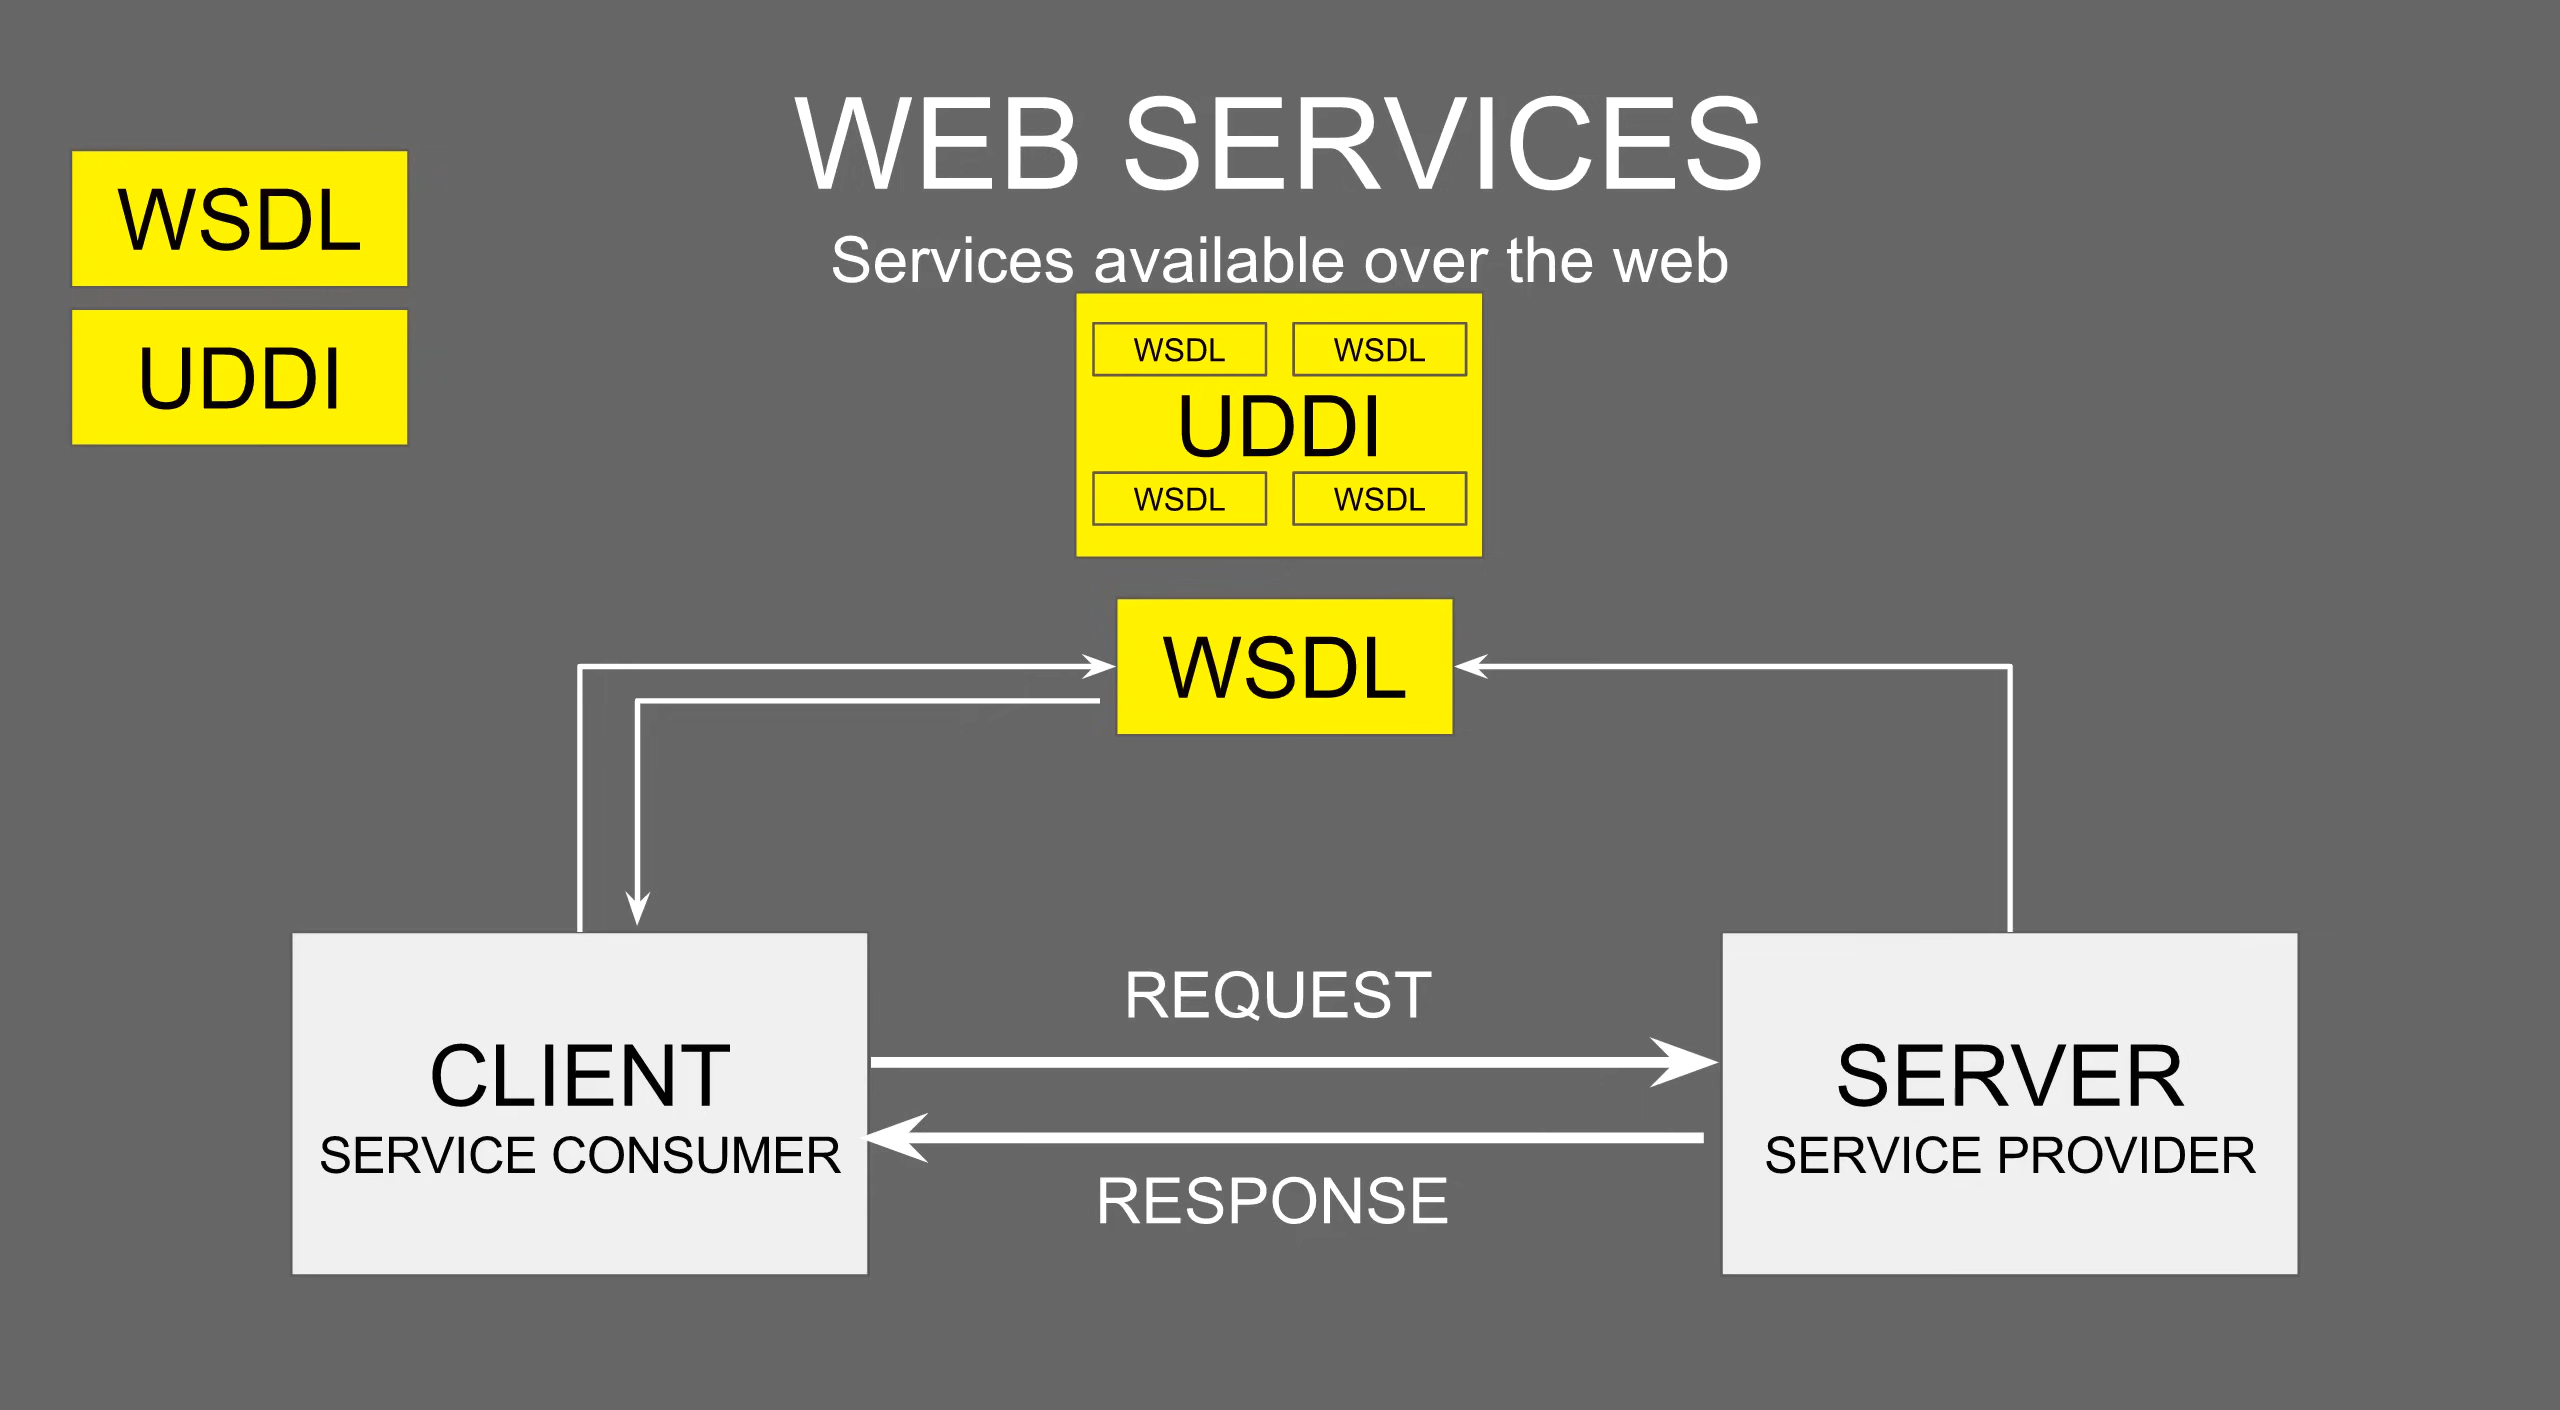 WEB SERVICES
Services available over the web
WSDL
UDDI
WSDL WSDL
UDDI
WSDL WSDL
WSDL
REQUEST
CLIENT
SERVICE CONSUMER
SERVER
SERVICE PROVIDER
RESPONSE